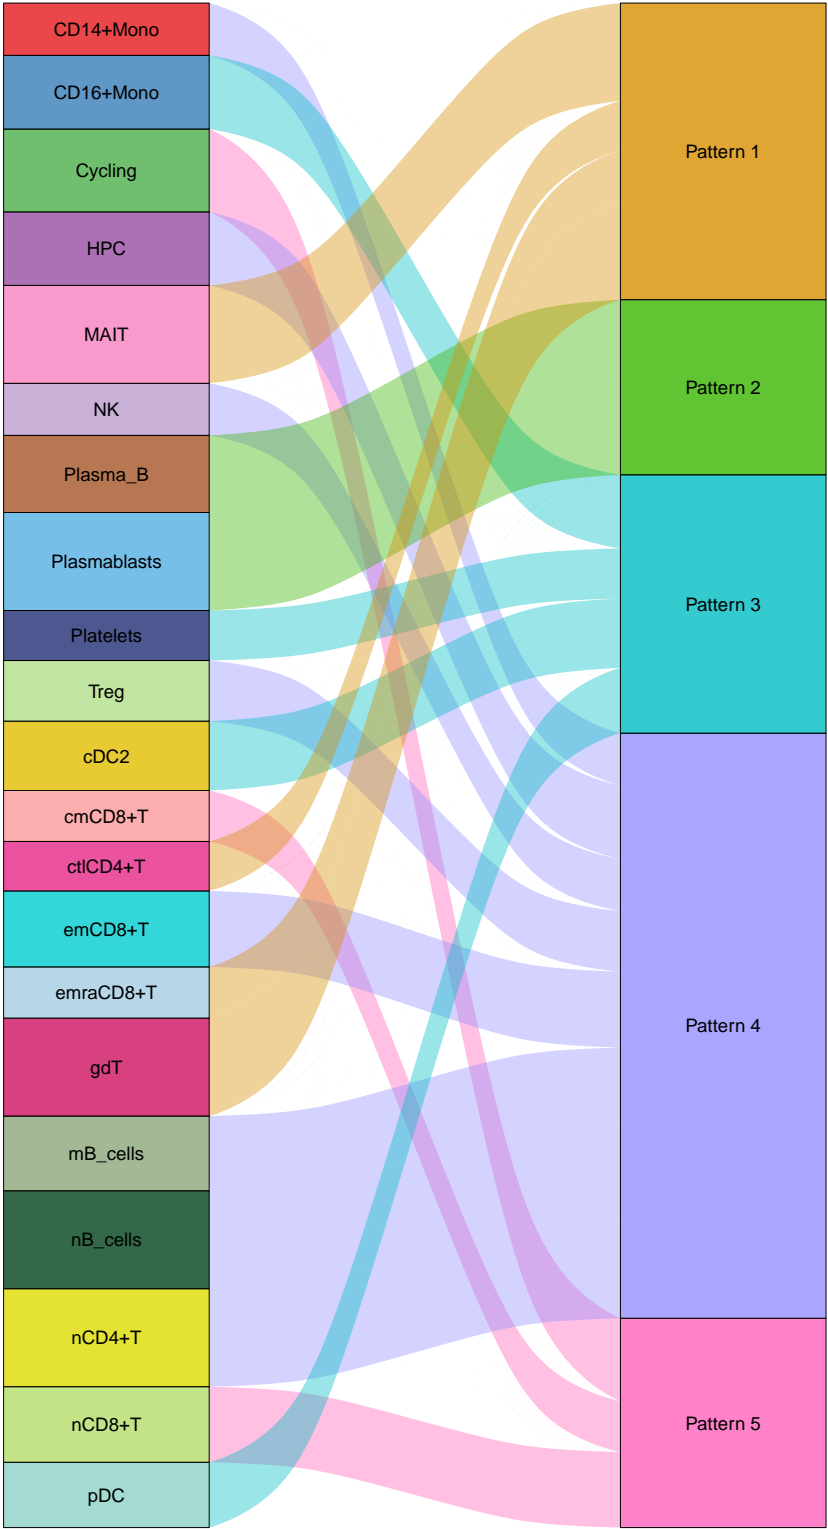 CD14+Mono
CD16+Mono
Cycling
HPC
MAIT
NK
Plasma_B
Plasmablasts
Platelets
Treg
cDC2
cmCD8+T
ctlCD4+T
emCD8+T
emraCD8+T
gdT
mB_cells
nB_cells
nCD4+T
nCD8+T
pDC
Pattern 1
Pattern 2
Pattern 3
Pattern 4
Pattern 5